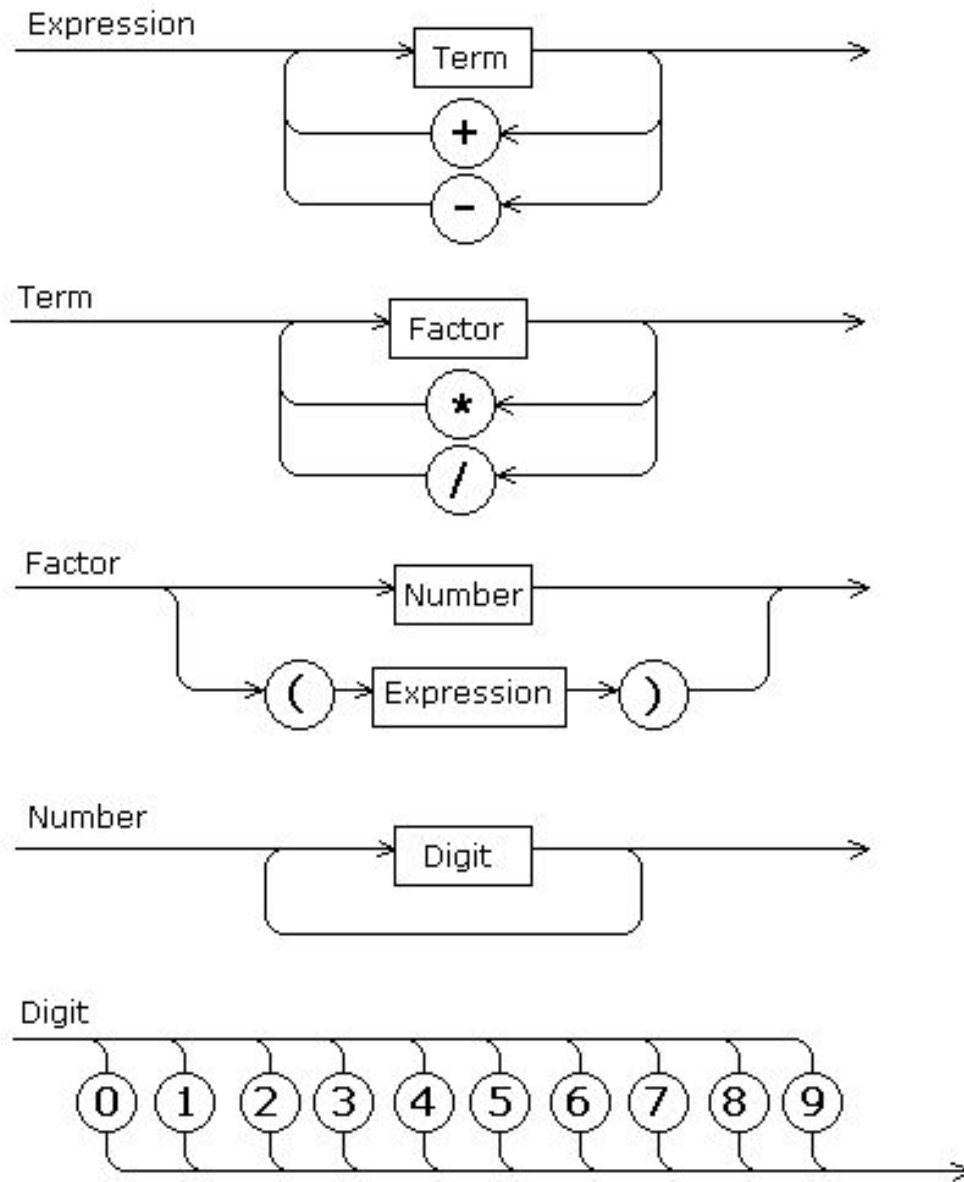 Expression
Term
+
-
Term
Factor
*
/
Factor
Number
( Expression )
Number
Digit
Digit
0 1 2 3 4 5 6 7 8 9